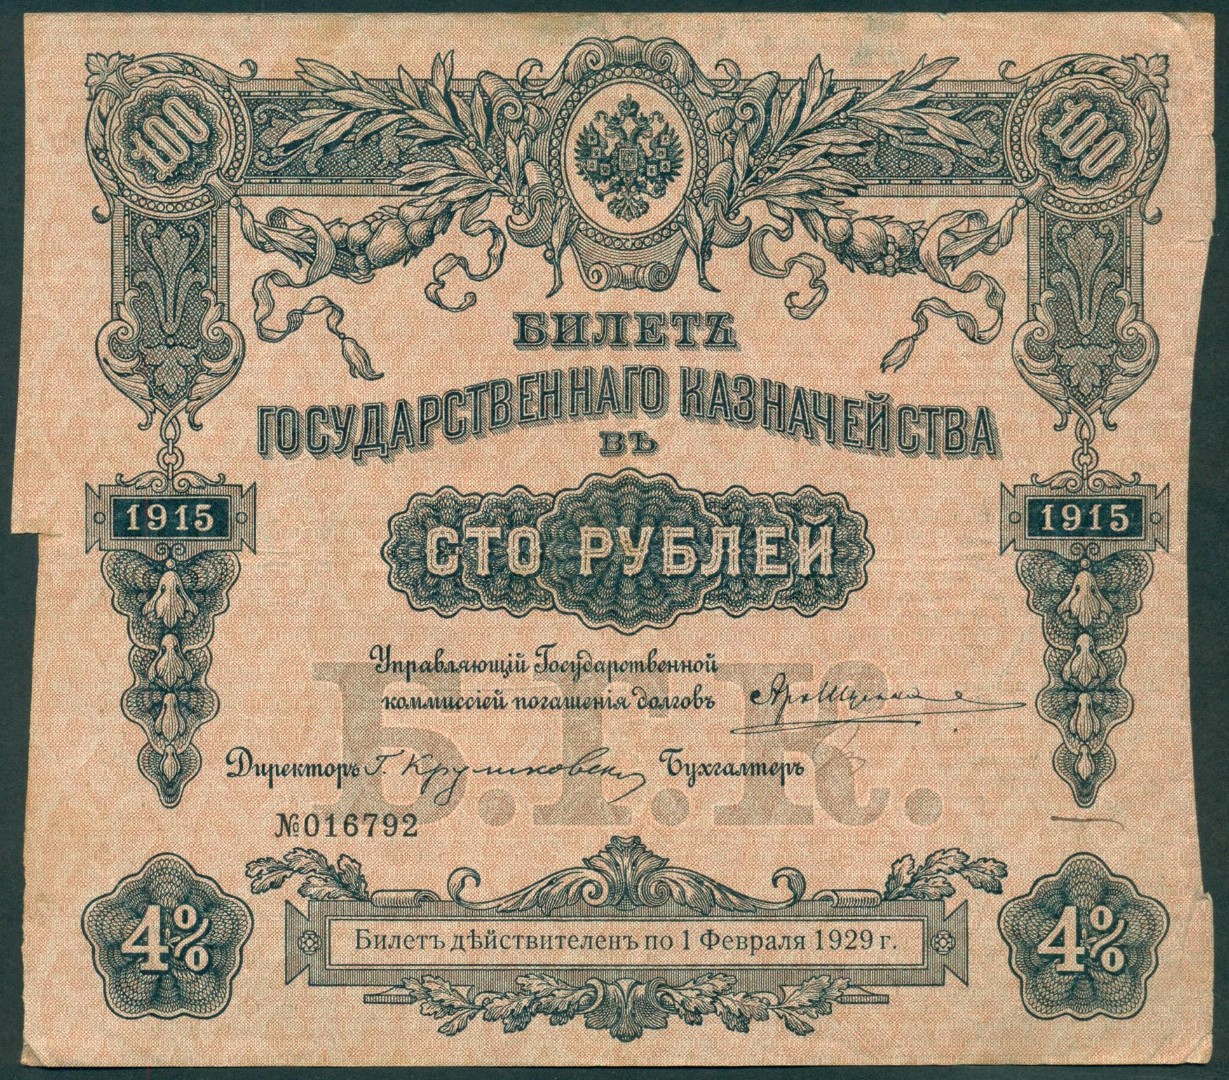 100 100
БИЛЕТЪ
ГОСУДАРСТВЕННАГО КАЗНАЧЕЙСТВА
ВЪ
1915 1915
СТО РУБЛЕЙ
Управляющій Государственной
коммиссіей погашенія долговъ
Б.Г.К.
Директоръ Бухгалтеръ
№016792
4% 4%
Билетъ дѣйствителенъ по 1 Февраля 1929 г.